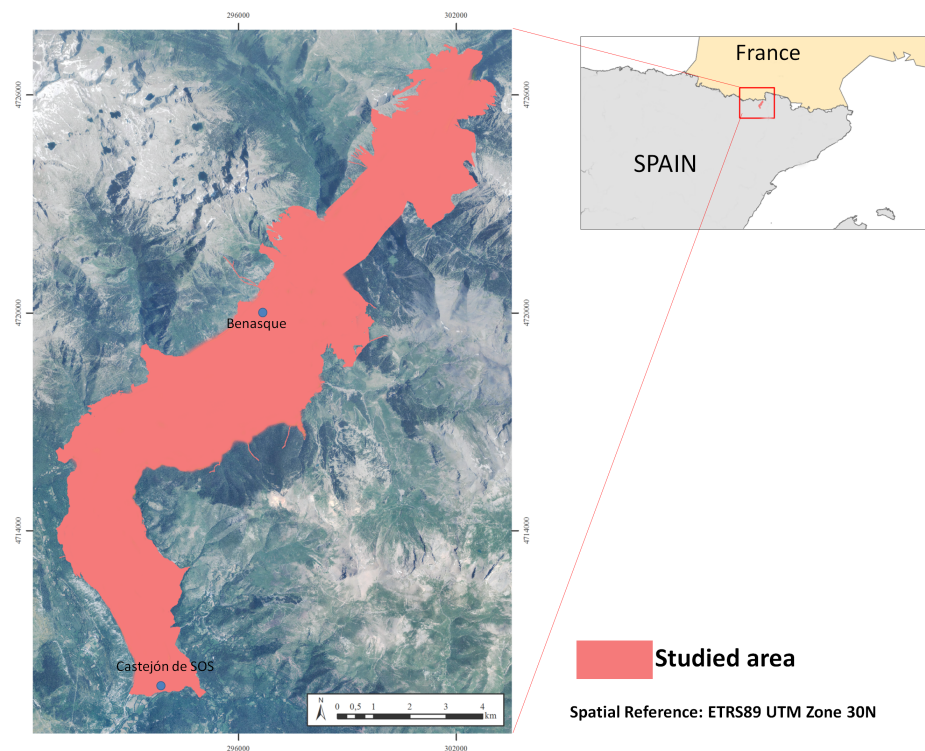 296000
302000
4726000
4720000
4714000
4726000
4720000
4714000
Benasque
Castejón de SOS
N
0 0,5 1 2 3 4
km
296000
302000
France
SPAIN
Studied area
Spatial Reference: ETRS89 UTM Zone 30N